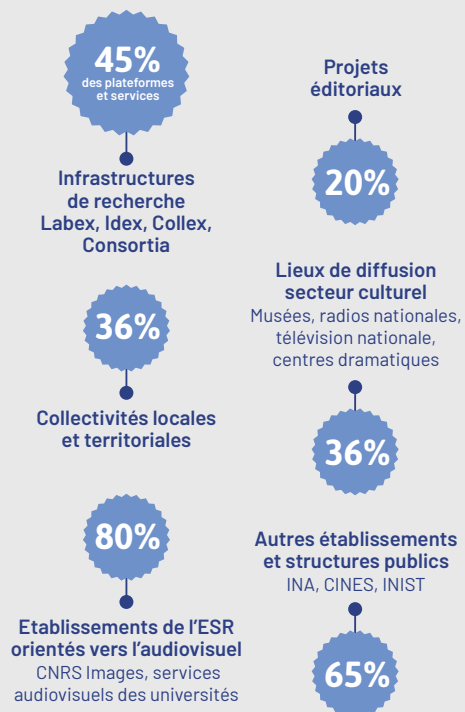 45%
des plateformes
et services
Infrastructures
de recherche
Labex, Idex, Collex,
Consortia
36%
Collectivités locales
et territoriales
80%
Etablissements de l'ESR
orientés vers l'audiovisuel
CNRS Images, services
audiovisuels des universités
Projets
éditoriaux
20%
Lieux de diffusion
secteur culturel
Musées, radios nationales,
télévision nationale,
centres dramatiques
36%
Autres établissements
et structures publics
INA, CINES, INIST
65%